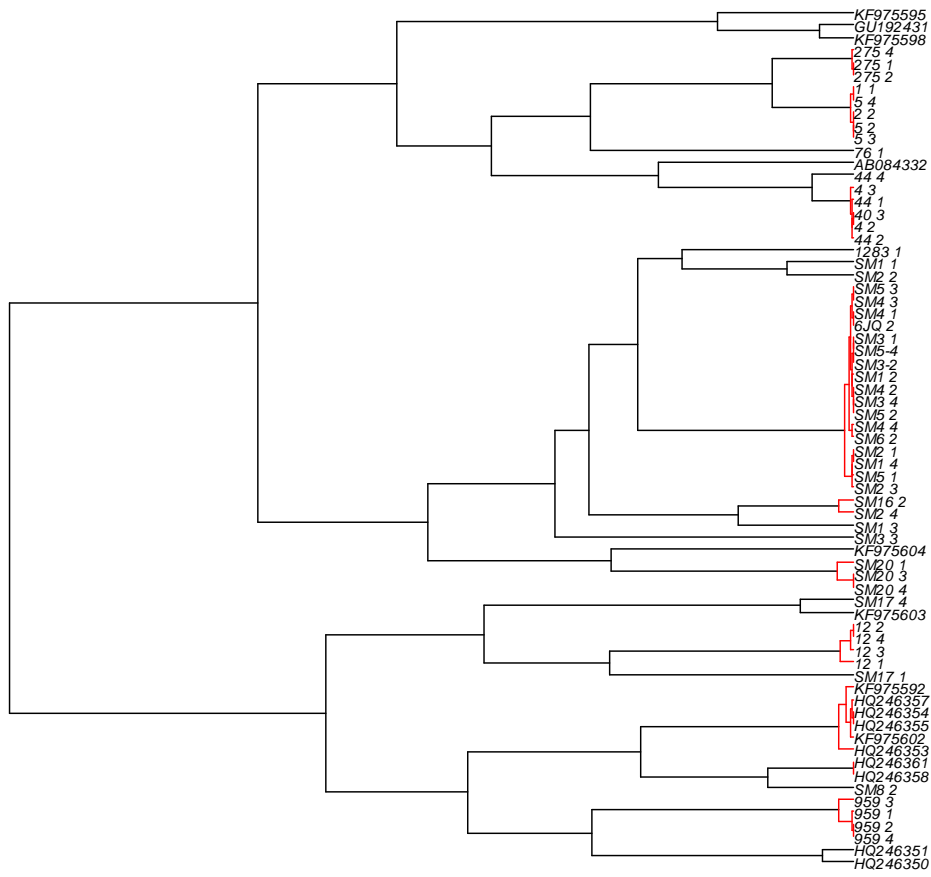 KF975595
GU192431
KF975598
275 4
275 1
275 2
1 1
5 4
2 2
5 2
5 3
76 1
AB084332
44 4
4 3
44 1
40 3
4 2
44 2
1283 1
SM1 1
SM2 2
SM5 3
SM4 3
SM4 1
6JQ 2
SM3 1
SM5-4
SM3-2
SM1 2
SM4 2
SM3 4
SM5 2
SM4 4
SM6 2
SM2 1
SM1 4
SM5 1
SM2 3
SM16 2
SM2 4
SM1 3
SM3 3
KF975604
SM20 1
SM20 3
SM20 4
SM17 4
KF975603
12 2
12 4
12 3
12 1
SM17 1
KF975592
HQ246357
HQ246354
HQ246355
KF975602
HQ246353
HQ246361
HQ246358
SM8 2
959 3
959 1
959 2
959 4
HQ246351
HQ246350